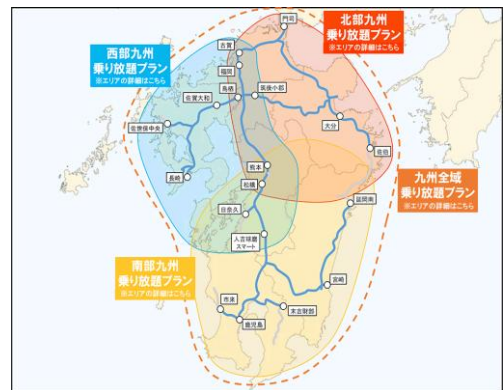 北部九州
乗り放題プラン
※エリアの詳細はこちら
西部九州
乗り放題プラン
※エリアの詳細はこちら
門司
古賀
福岡
鳥栖
筑後小郡
佐賀大和
佐世保中央
長崎
大分
佐伯
九州全域
乗り放題プラン
※エリアの詳細はこちら
熊本
松橋
日奈久
延岡南
人吉球磨
スマート
南部九州
乗り放題プラン
※エリアの詳細はこちら
宮崎
市来
末吉財部
鹿児島